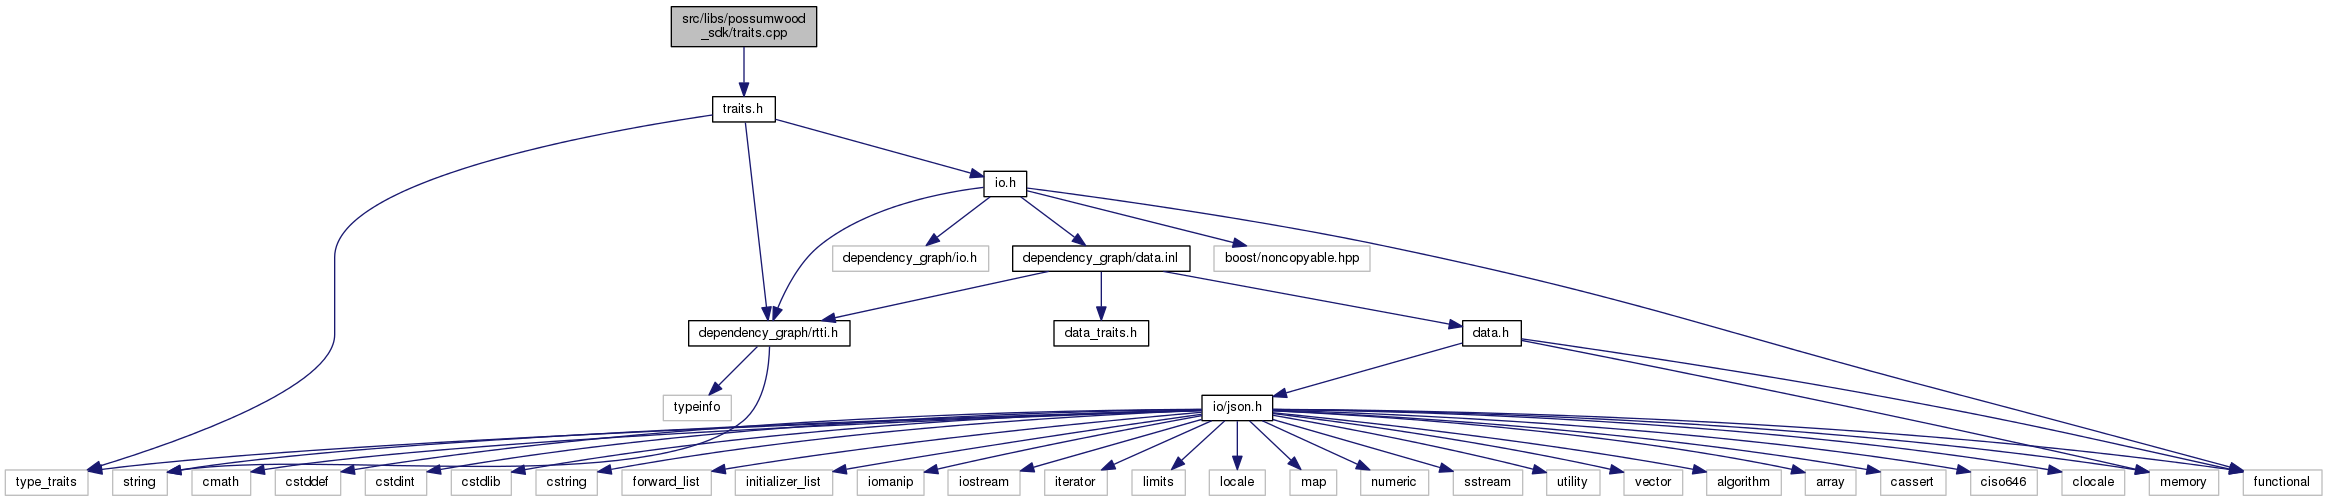 src/libs/possumwood
_sdk/traits.cpp
traits.h
io.h
dependency_graph/io.h
dependency_graph/data.inl
boost/noncopyable.hpp
dependency_graph/rtti.h
data_traits.h
data.h
typeinfo
io/json.h
type_traits
string
cmath
cstddef
cstdint
cstdlib
cstring
forward_list
initializer_list
iomanip
iostream
iterator
limits
locale
map
numeric
sstream
utility
vector
algorithm
array
cassert
ciso646
clocale
memory
functional